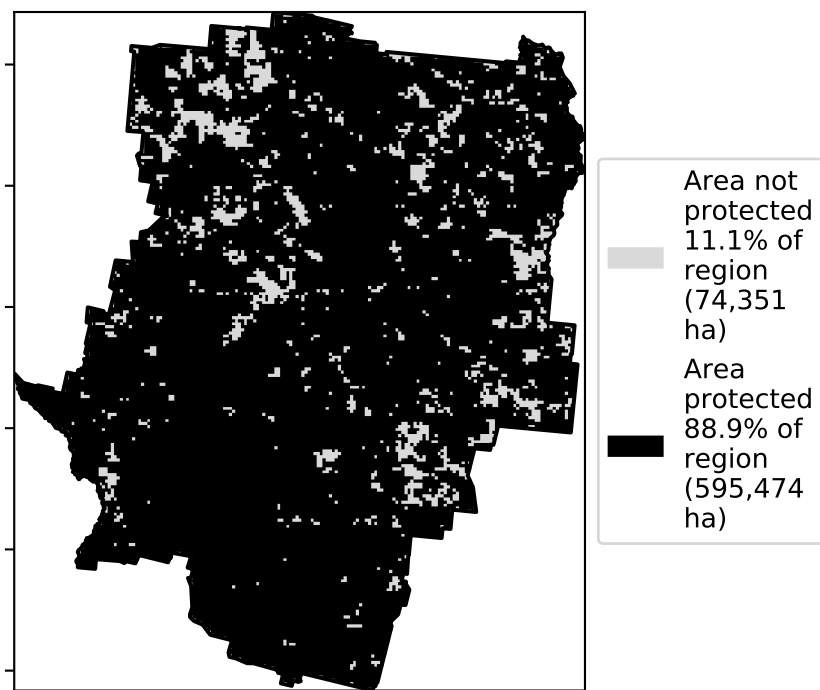 Area not
protected
11.1% of
region
(74,351
ha)
Area
protected
88.9% of
region
(595,474
ha)